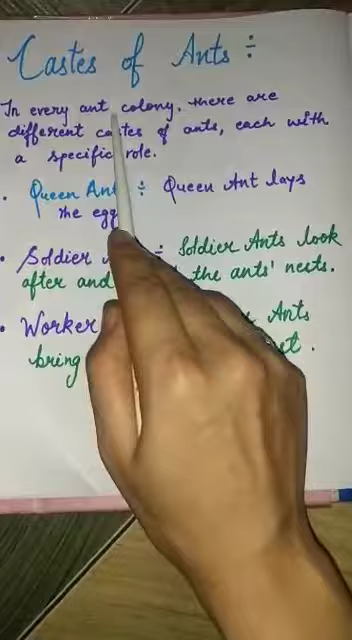 Castes of Ants ÷
In every ant colony, there are
different castes of ants, each with
a specific role.
• Queen Ant ÷ Queen Ant lays
the egg
• Soldier ÷ Soldier Ants look
after and the ants' nests.
• Worker Ants
bring